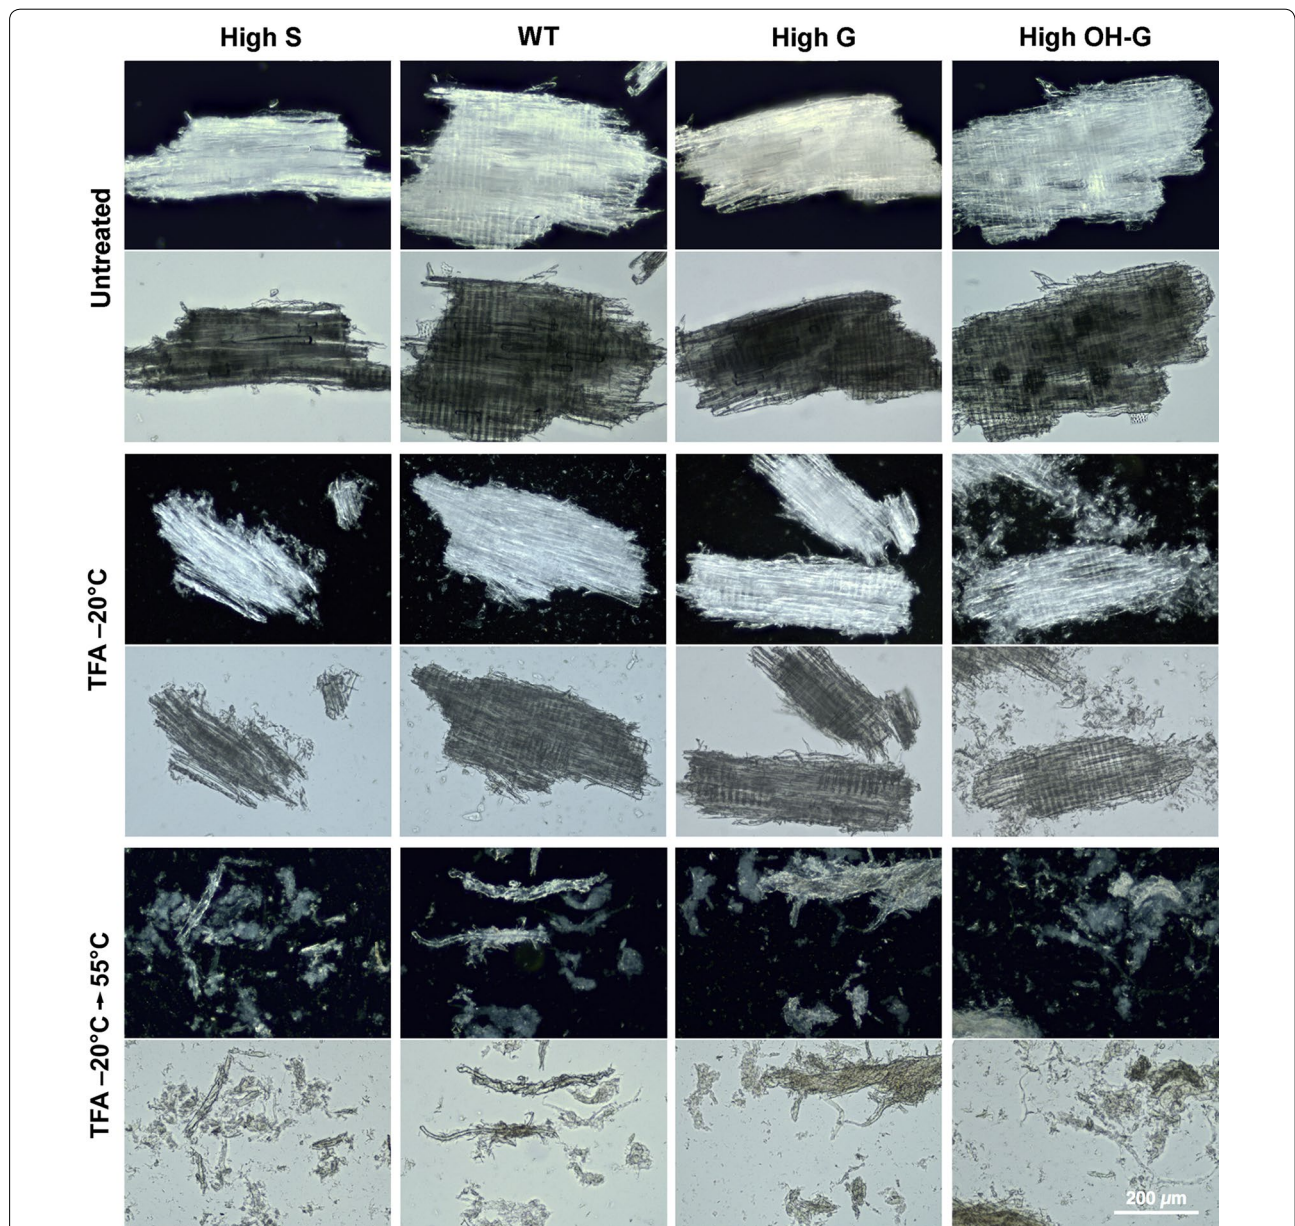 High S
WT
High G
High OH-G
Untreated
TFA –20°C
TFA –20°C → 55°C
200 µm